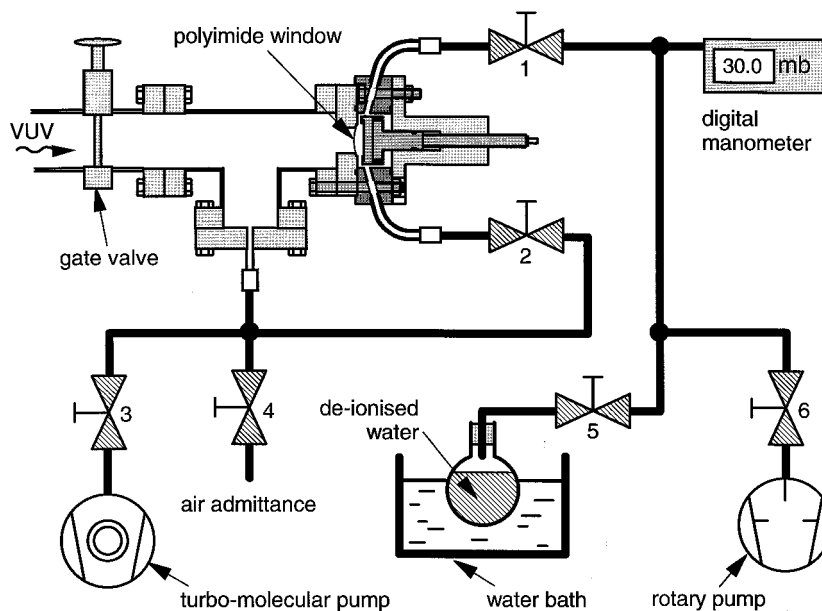 polyimide window
1
30.0 mb
digital
manometer
VUV
gate valve
2
3
4
de-ionised
water
5
6
air admittance
turbo-molecular pump
water bath
rotary pump